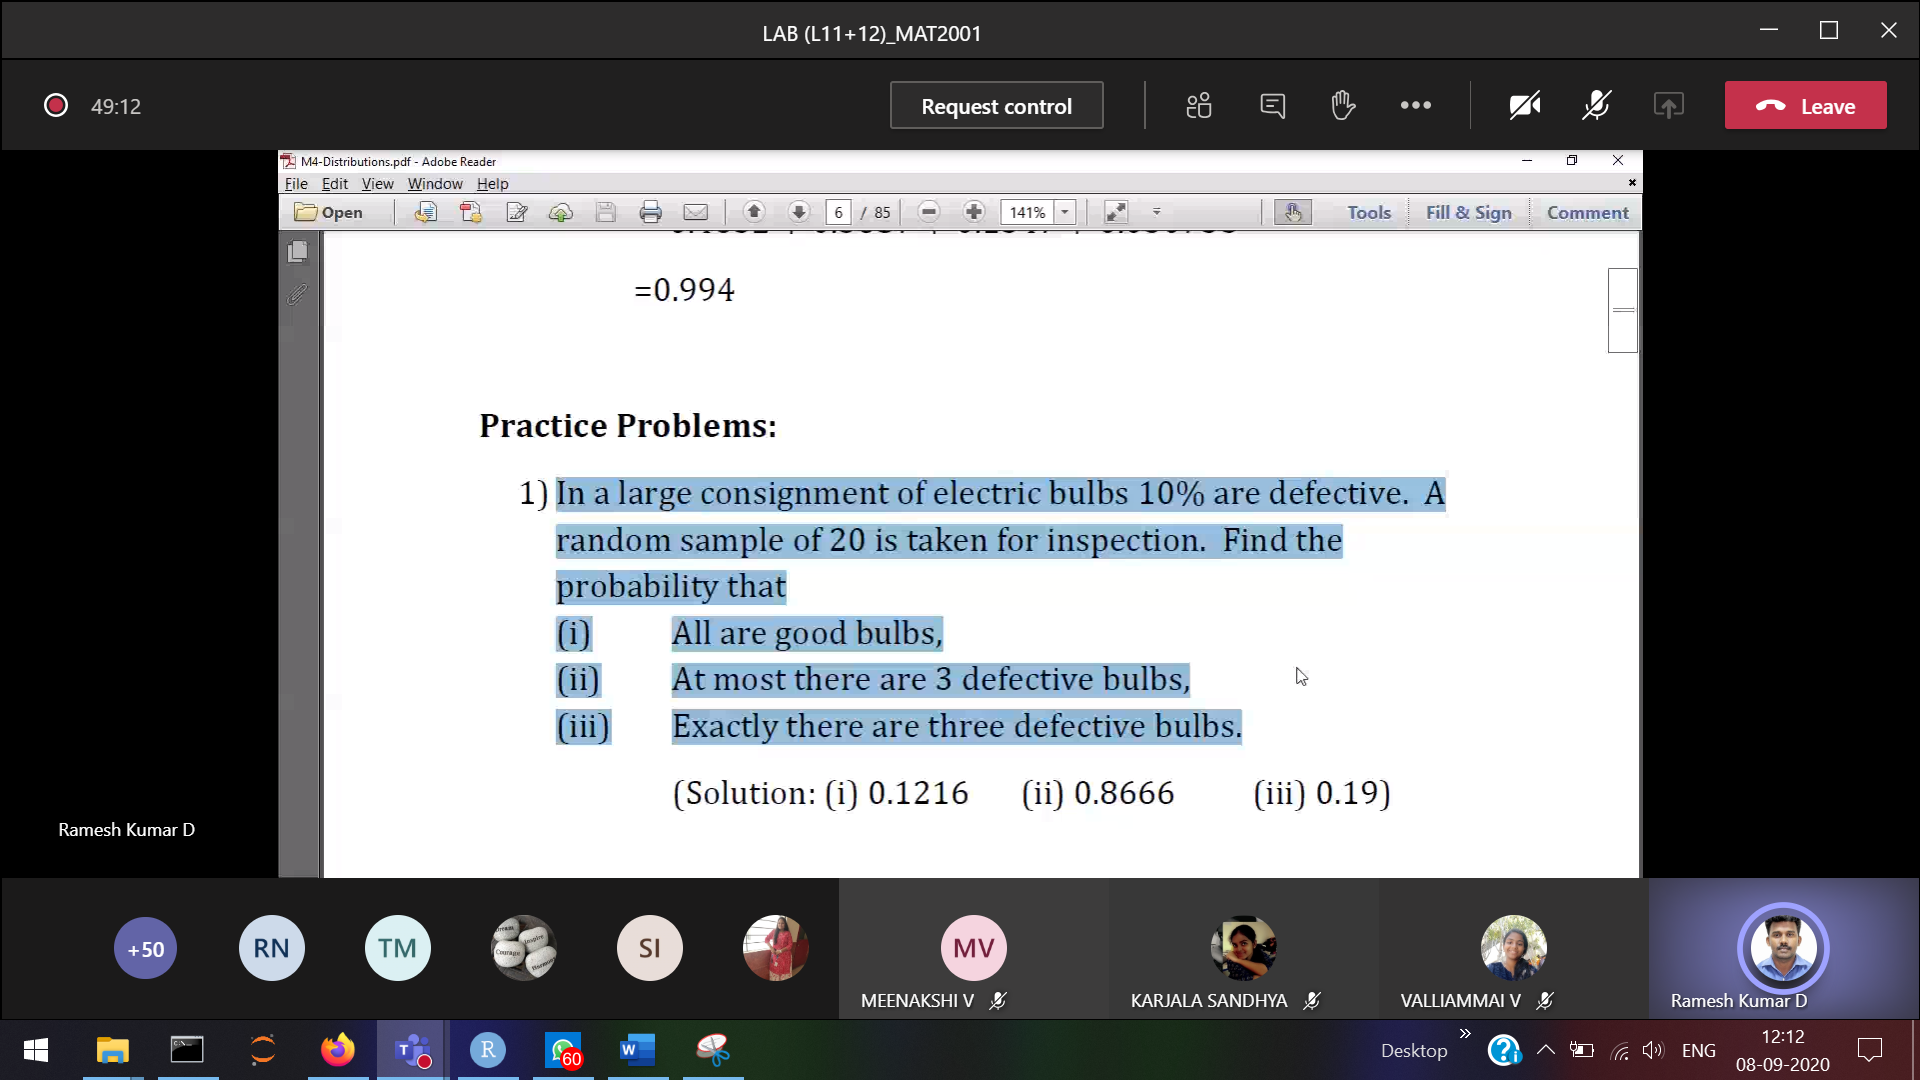 LAB (L11+12)_MAT2001
49:12
Request control
Leave
M4-Distributions.pdf - Adobe Reader
File Edit View Window Help
Open 6 / 85 141% Tools Fill & Sign Comment
=0.994
Practice Problems:
1) In a large consignment of electric bulbs 10% are defective. A
random sample of 20 is taken for inspection. Find the
probability that
(i) All are good bulbs,
(ii) At most there are 3 defective bulbs,
(iii) Exactly there are three defective bulbs.
(Solution: (i) 0.1216 (ii) 0.8666 (iii) 0.19)
Ramesh Kumar D
+50 RN TM SI MV
Dream
Inspire
Courage
MEENAKSHI V KARJALA SANDHYA VALLIAMMAI V Ramesh Kumar D
R 60 W
Desktop ENG
12:12
08-09-2020